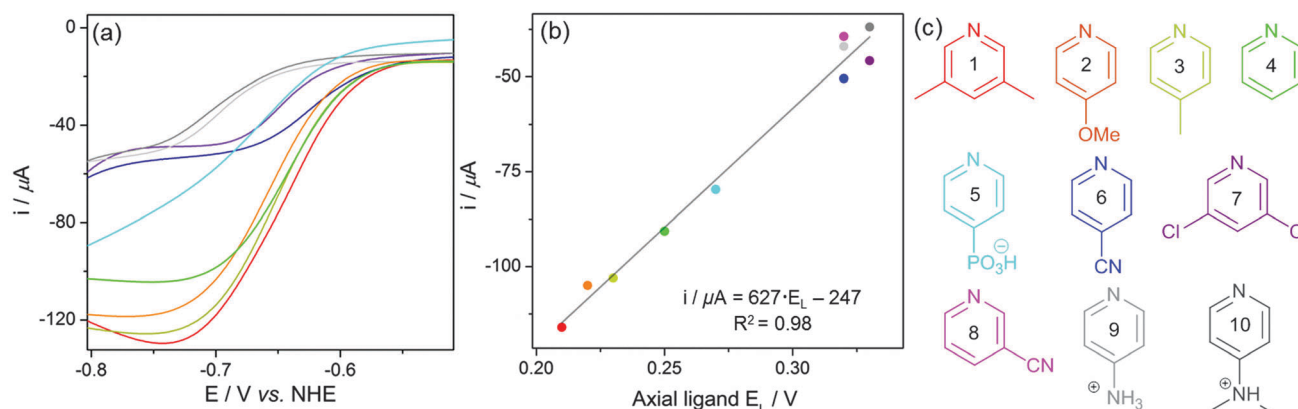 (a)
0
-40
-80
-120
i / μA
-0.8
-0.7
-0.6
E / V vs. NHE
(b)
-50
-75
-100
i / μA
i / μA = 627·E_L – 247
R² = 0.98
0.20
0.25
0.30
Axial ligand E_L / V
(c)
N
1
N
2
OMe
N
3
N
4
N
5
PO₃H
⊖
N
6
CN
N
7
Cl
C
N
8
CN
N
9
⊕
NH₃
N
10
⊕
NH